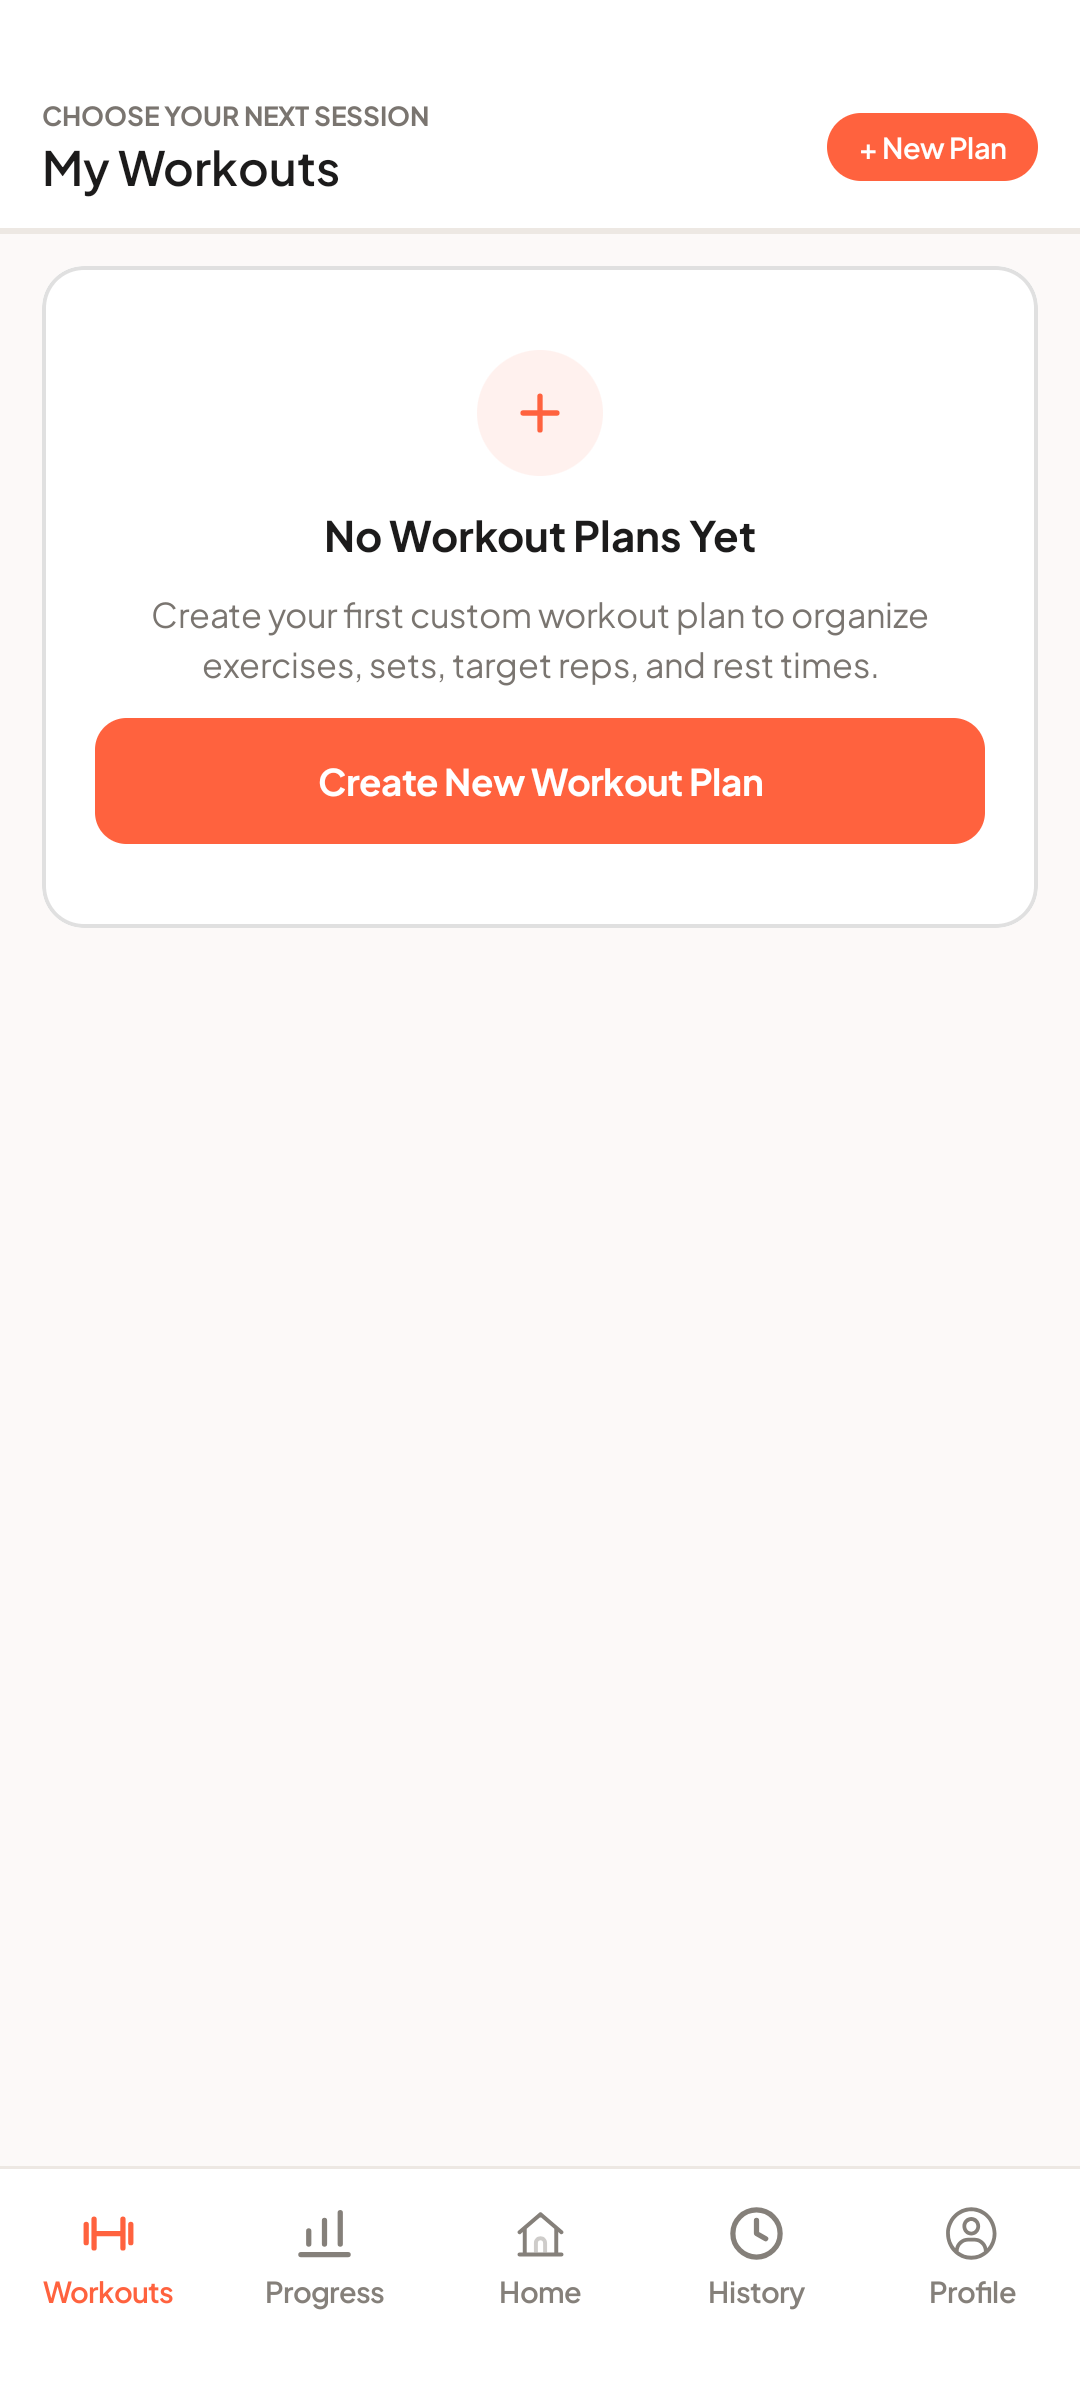 CHOOSE YOUR NEXT SESSION
My Workouts
+ New Plan
No Workout Plans Yet
Create your first custom workout plan to organize
exercises, sets, target reps, and rest times.
Create New Workout Plan
Workouts
Progress
Home
History
Profile